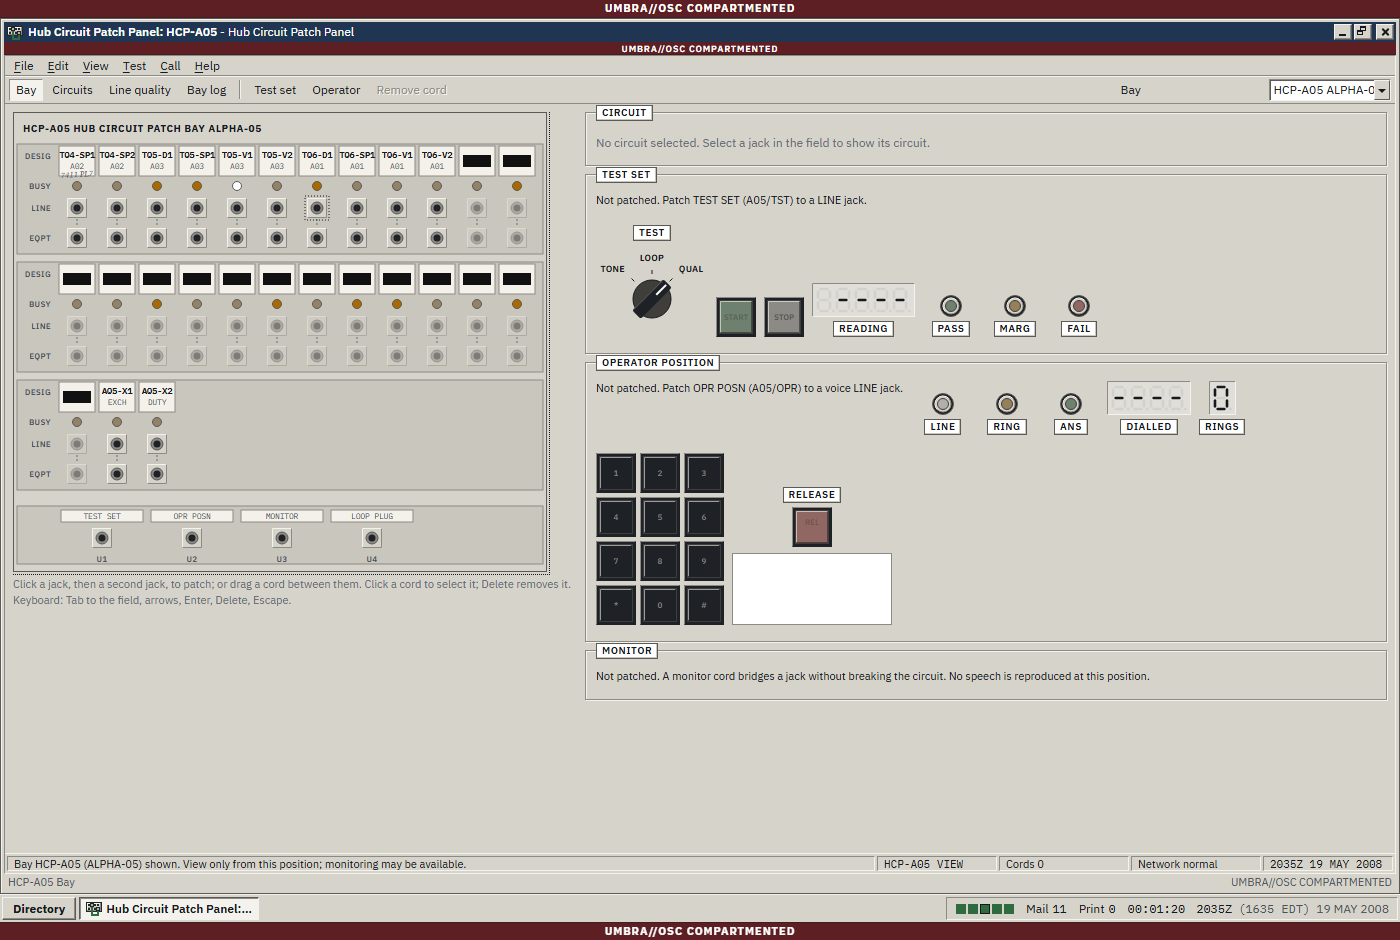 UMBRA//OSC COMPARTMENTED
Hub Circuit Patch Panel: HCP-A05 - Hub Circuit Patch Panel
UMBRA//OSC COMPARTMENTED
File Edit View Test Call Help
Bay Circuits Line quality Bay log Test set Operator Remove cord Bay HCP-A05 ALPHA-0
HCP-A05 HUB CIRCUIT PATCH BAY ALPHA-05
DESIG T04-SP1 T04-SP2 T05-D1 T05-SP1 T05-V1 T05-V2 T06-D1 T06-SP1 T06-V1 T06-V2
A02 A02 A03 A03 A03 A03 A01 A01 A01 A01
7411 PL7
BUSY
LINE
EQPT
DESIG
BUSY
LINE
EQPT
DESIG A05-X1 A05-X2
EXCH DUTY
BUSY
LINE
EQPT
TEST SET OPR POSN MONITOR LOOP PLUG
U1 U2 U3 U4
Click a jack, then a second jack, to patch; or drag a cord between them. Click a cord to select it; Delete removes it.
Keyboard: Tab to the field, arrows, Enter, Delete, Escape.
CIRCUIT
No circuit selected. Select a jack in the field to show its circuit.
TEST SET
Not patched. Patch TEST SET (A05/TST) to a LINE jack.
TEST
LOOP
TONE QUAL
START STOP
READING PASS MARG FAIL
OPERATOR POSITION
Not patched. Patch OPR POSN (A05/OPR) to a voice LINE jack.
0
LINE RING ANS DIALLED RINGS
1 2 3
4 5 6
7 8 9
* 0 #
RELEASE
REL
MONITOR
Not patched. A monitor cord bridges a jack without breaking the circuit. No speech is reproduced at this position.
Bay HCP-A05 (ALPHA-05) shown. View only from this position; monitoring may be available. HCP-A05 VIEW Cords 0 Network normal 2035Z 19 MAY 2008
HCP-A05 Bay UMBRA//OSC COMPARTMENTED
Directory Hub Circuit Patch Panel:... Mail 11 Print 0 00:01:20 2035Z (1635 EDT) 19 MAY 2008
UMBRA//OSC COMPARTMENTED